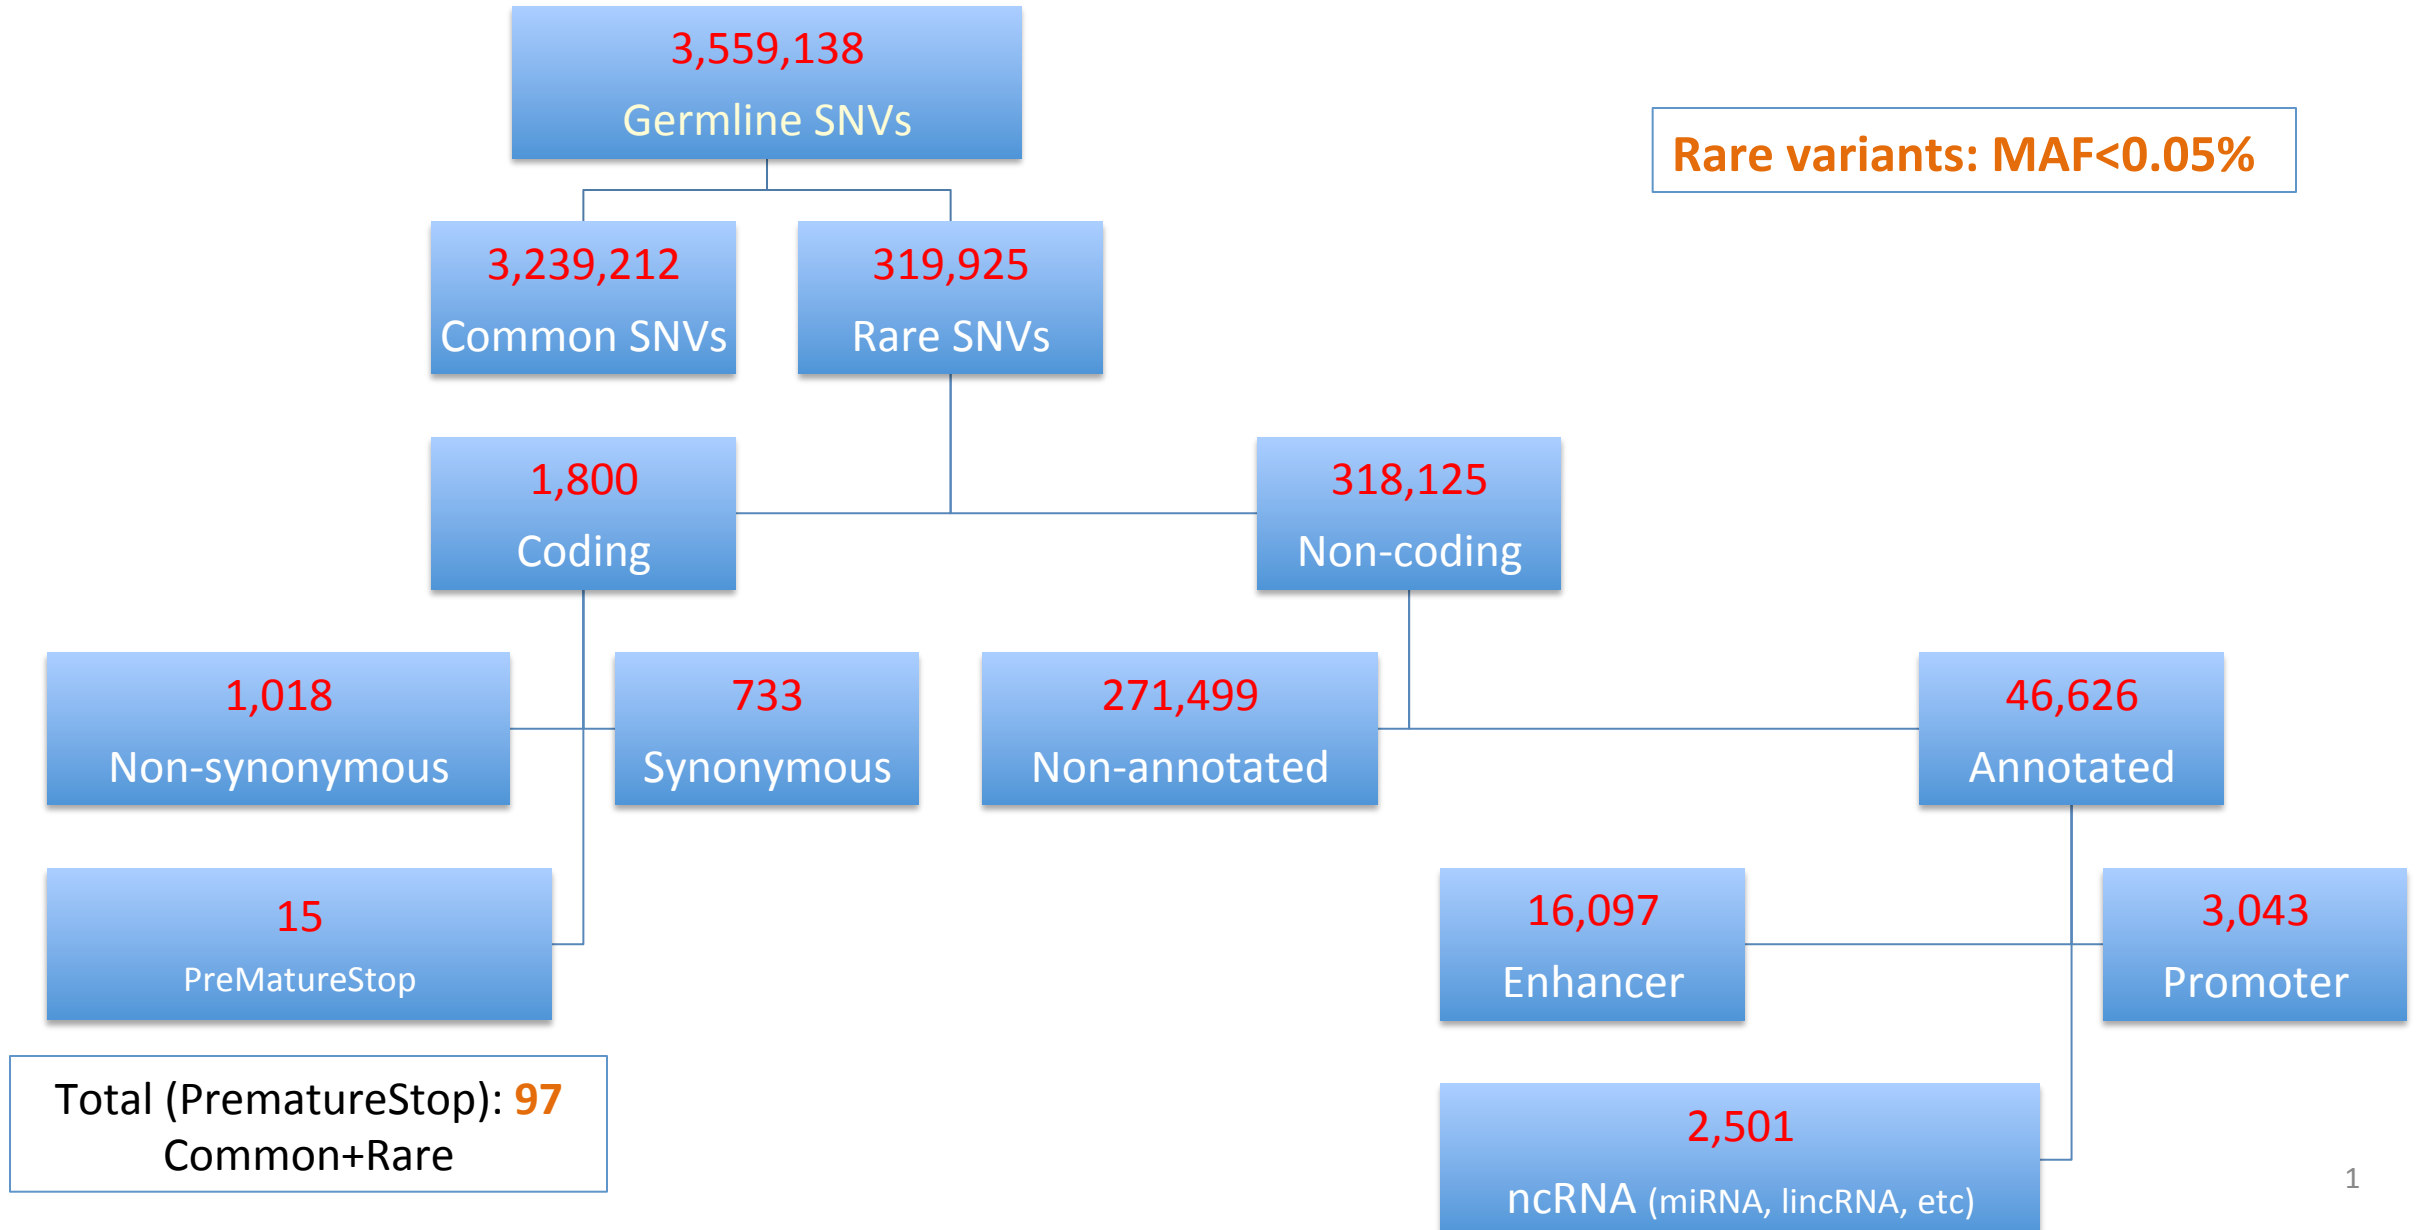 3,559,138
Germline SNVs
Rare variants: MAF<0.05%
3,239,212
Common SNVs
319,925
Rare SNVs
1,800
Coding
318,125
Non-coding
1,018
Non-synonymous
733
Synonymous
271,499
Non-annotated
46,626
Annotated
15
PreMatureStop
16,097
Enhancer
3,043
Promoter
Total (PrematureStop): 97
Common+Rare
2,501
ncRNA (miRNA, lincRNA, etc)
1